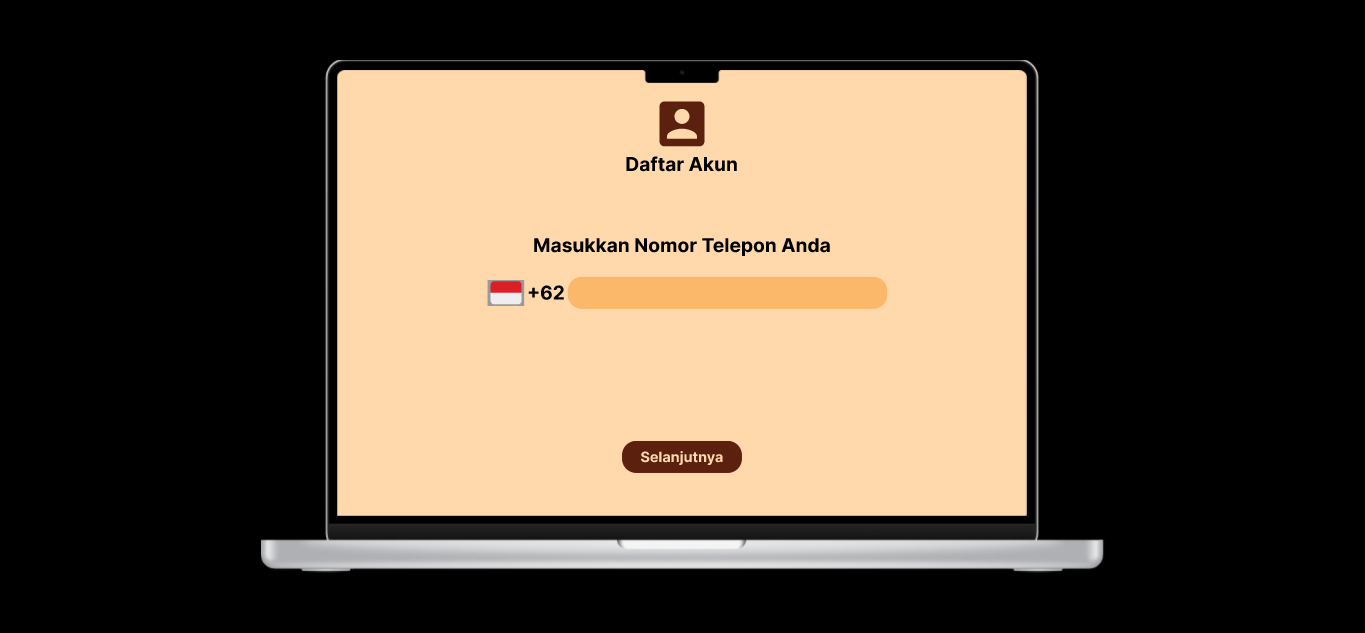 Daftar Akun
Masukkan Nomor Telepon Anda
+62
Selanjutnya